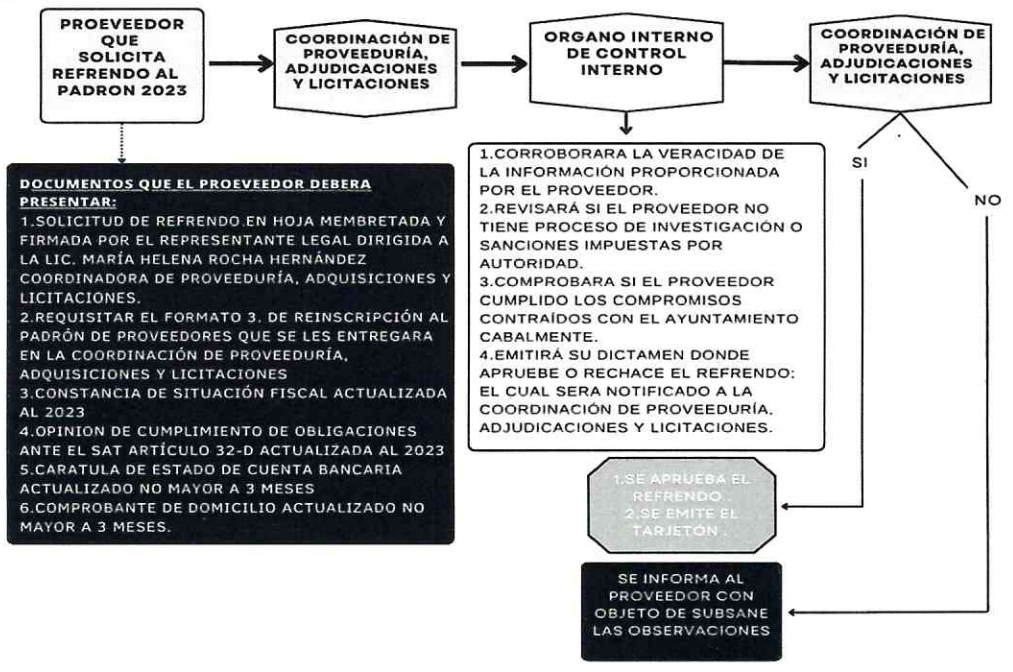 PROEVEEDOR
QUE
SOLICITA
REFRENDO AL
PADRON 2023
COORDINACIÓN DE
PROVEEDURÍA,
ADJUDICACIONES
Y LICITACIONES
ORGANO INTERNO
DE CONTROL
INTERNO
COORDINACIÓN DE
PROVEEDURÍA,
ADJUDICACIONES
Y LICITACIONES
DOCUMENTOS QUE EL PROEVEEDOR DEBERA
PRESENTAR:
1.SOLICITUD DE REFRENDO EN HOJA MEMBRETADA Y
FIRMADA POR EL REPRESENTANTE LEGAL DIRIGIDA A
LA LIC. MARÍA HELENA ROCHA HERNÁNDEZ
COORDINADORA DE PROVEEDURÍA, ADQUISICIONES Y
LICITACIONES.
2.REQUISITAR EL FORMATO 3. DE REINSCRIPCIÓN AL
PADRÓN DE PROVEEDORES QUE SE LES ENTREGARA
EN LA COORDINACIÓN DE PROVEEDURÍA,
ADQUISICIONES Y LICITACIONES
3.CONSTANCIA DE SITUACIÓN FISCAL ACTUALIZADA
AL 2023
4.OPINION DE CUMPLIMIENTO DE OBLIGACIONES
ANTE EL SAT ARTÍCULO 32-D ACTUALIZADA AL 2023
5.CARATULA DE ESTADO DE CUENTA BANCARIA
ACTUALIZADO NO MAYOR A 3 MESES
6.COMPROBANTE DE DOMICILIO ACTUALIZADO NO
MAYOR A 3 MESES.
1.CORROBORARA LA VERACIDAD DE
LA INFORMACIÓN PROPORCIONADA
POR EL PROVEEDOR.
2.REVISARÁ SI EL PROVEEDOR NO
TIENE PROCESO DE INVESTIGACIÓN O
SANCIONES IMPUESTAS POR
AUTORIDAD.
3.COMPROBARA SI EL PROVEEDOR
CUMPLIDO LOS COMPROMISOS
CONTRAÍDOS CON EL AYUNTAMIENTO
CABALMENTE.
4.EMITIRÁ SU DICTAMEN DONDE
APRUEBE O RECHACE EL REFRENDO;
EL CUAL SERA NOTIFICADO A LA
COORDINACIÓN DE PROVEEDURÍA,
ADJUDICACIONES Y LICITACIONES.
SI
NO
1.SE APRUEBA EL
REFRENDO .
2.SE EMITE EL
TARJETÓN .
SE INFORMA AL
PROVEEDOR CON
OBJETO DE SUBSANE
LAS OBSERVACIONES